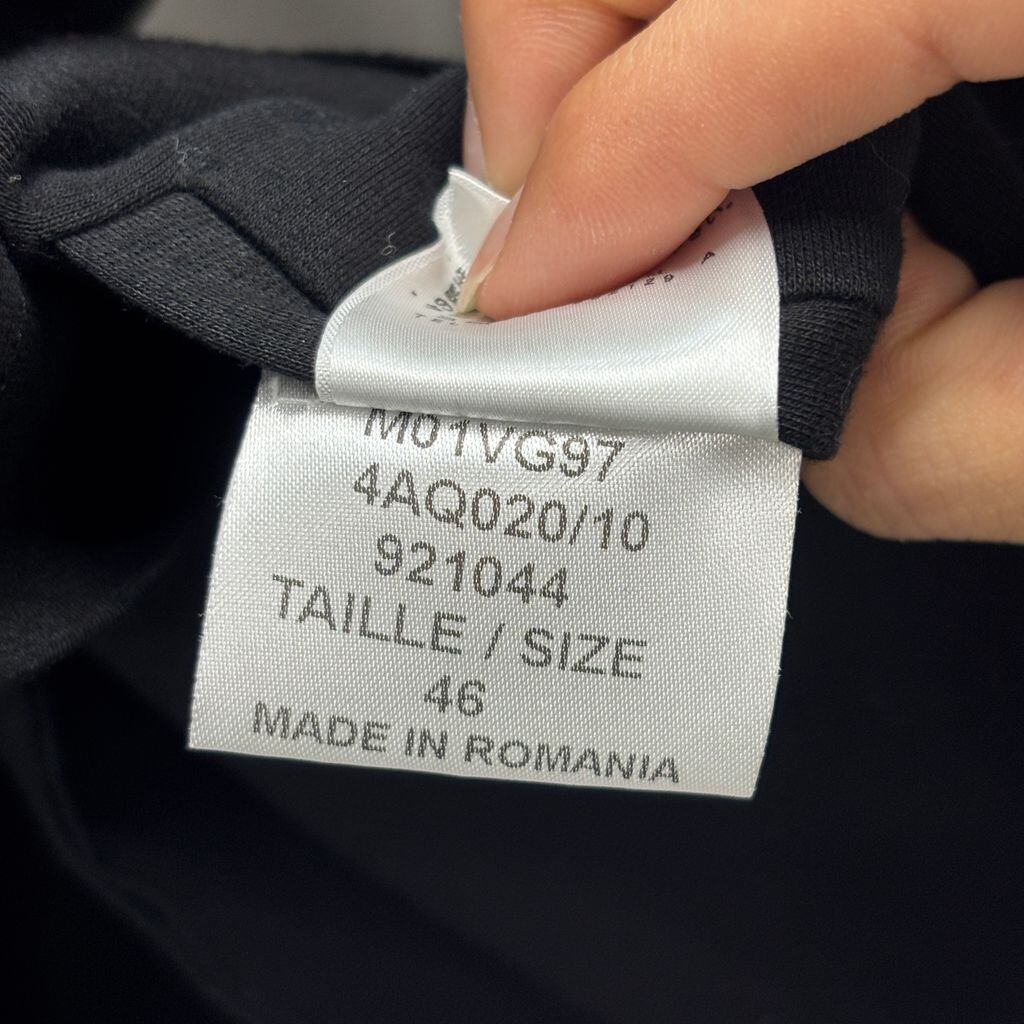 M01VG97
4AQ020/10
921044
TAILLE / SIZE
46
MADE IN ROMANIA